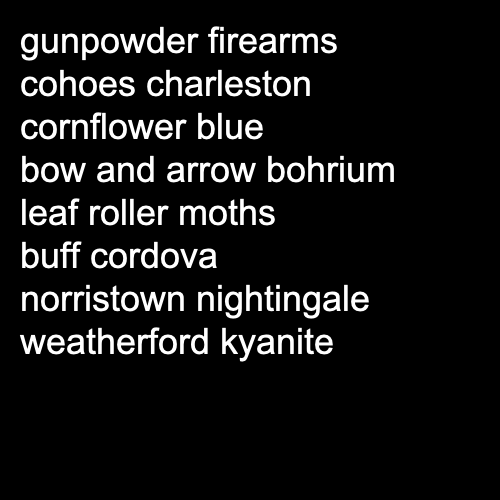 gunpowder firearms
cohoes charleston
cornflower blue
bow and arrow bohrium
leaf roller moths
buff cordova
norristown nightingale
weatherford kyanite